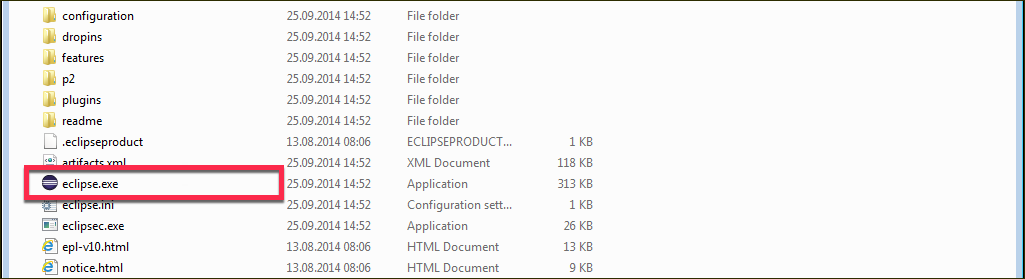 configuration 25.09.2014 14:52 File folder
dropins 25.09.2014 14:52 File folder
features 25.09.2014 14:52 File folder
p2 25.09.2014 14:52 File folder
plugins 25.09.2014 14:52 File folder
readme 25.09.2014 14:52 File folder
.eclipseproduct 13.08.2014 08:06 ECLIPSEPRODUCT... 1 KB
artifacts.xml 25.09.2014 14:52 XML Document 118 KB
eclipse.exe 25.09.2014 14:52 Application 313 KB
eclipse.ini 25.09.2014 14:52 Configuration sett... 1 KB
eclipsec.exe 25.09.2014 14:52 Application 26 KB
epl-v10.html 13.08.2014 08:06 HTML Document 13 KB
notice.html 13.08.2014 08:06 HTML Document 9 KB